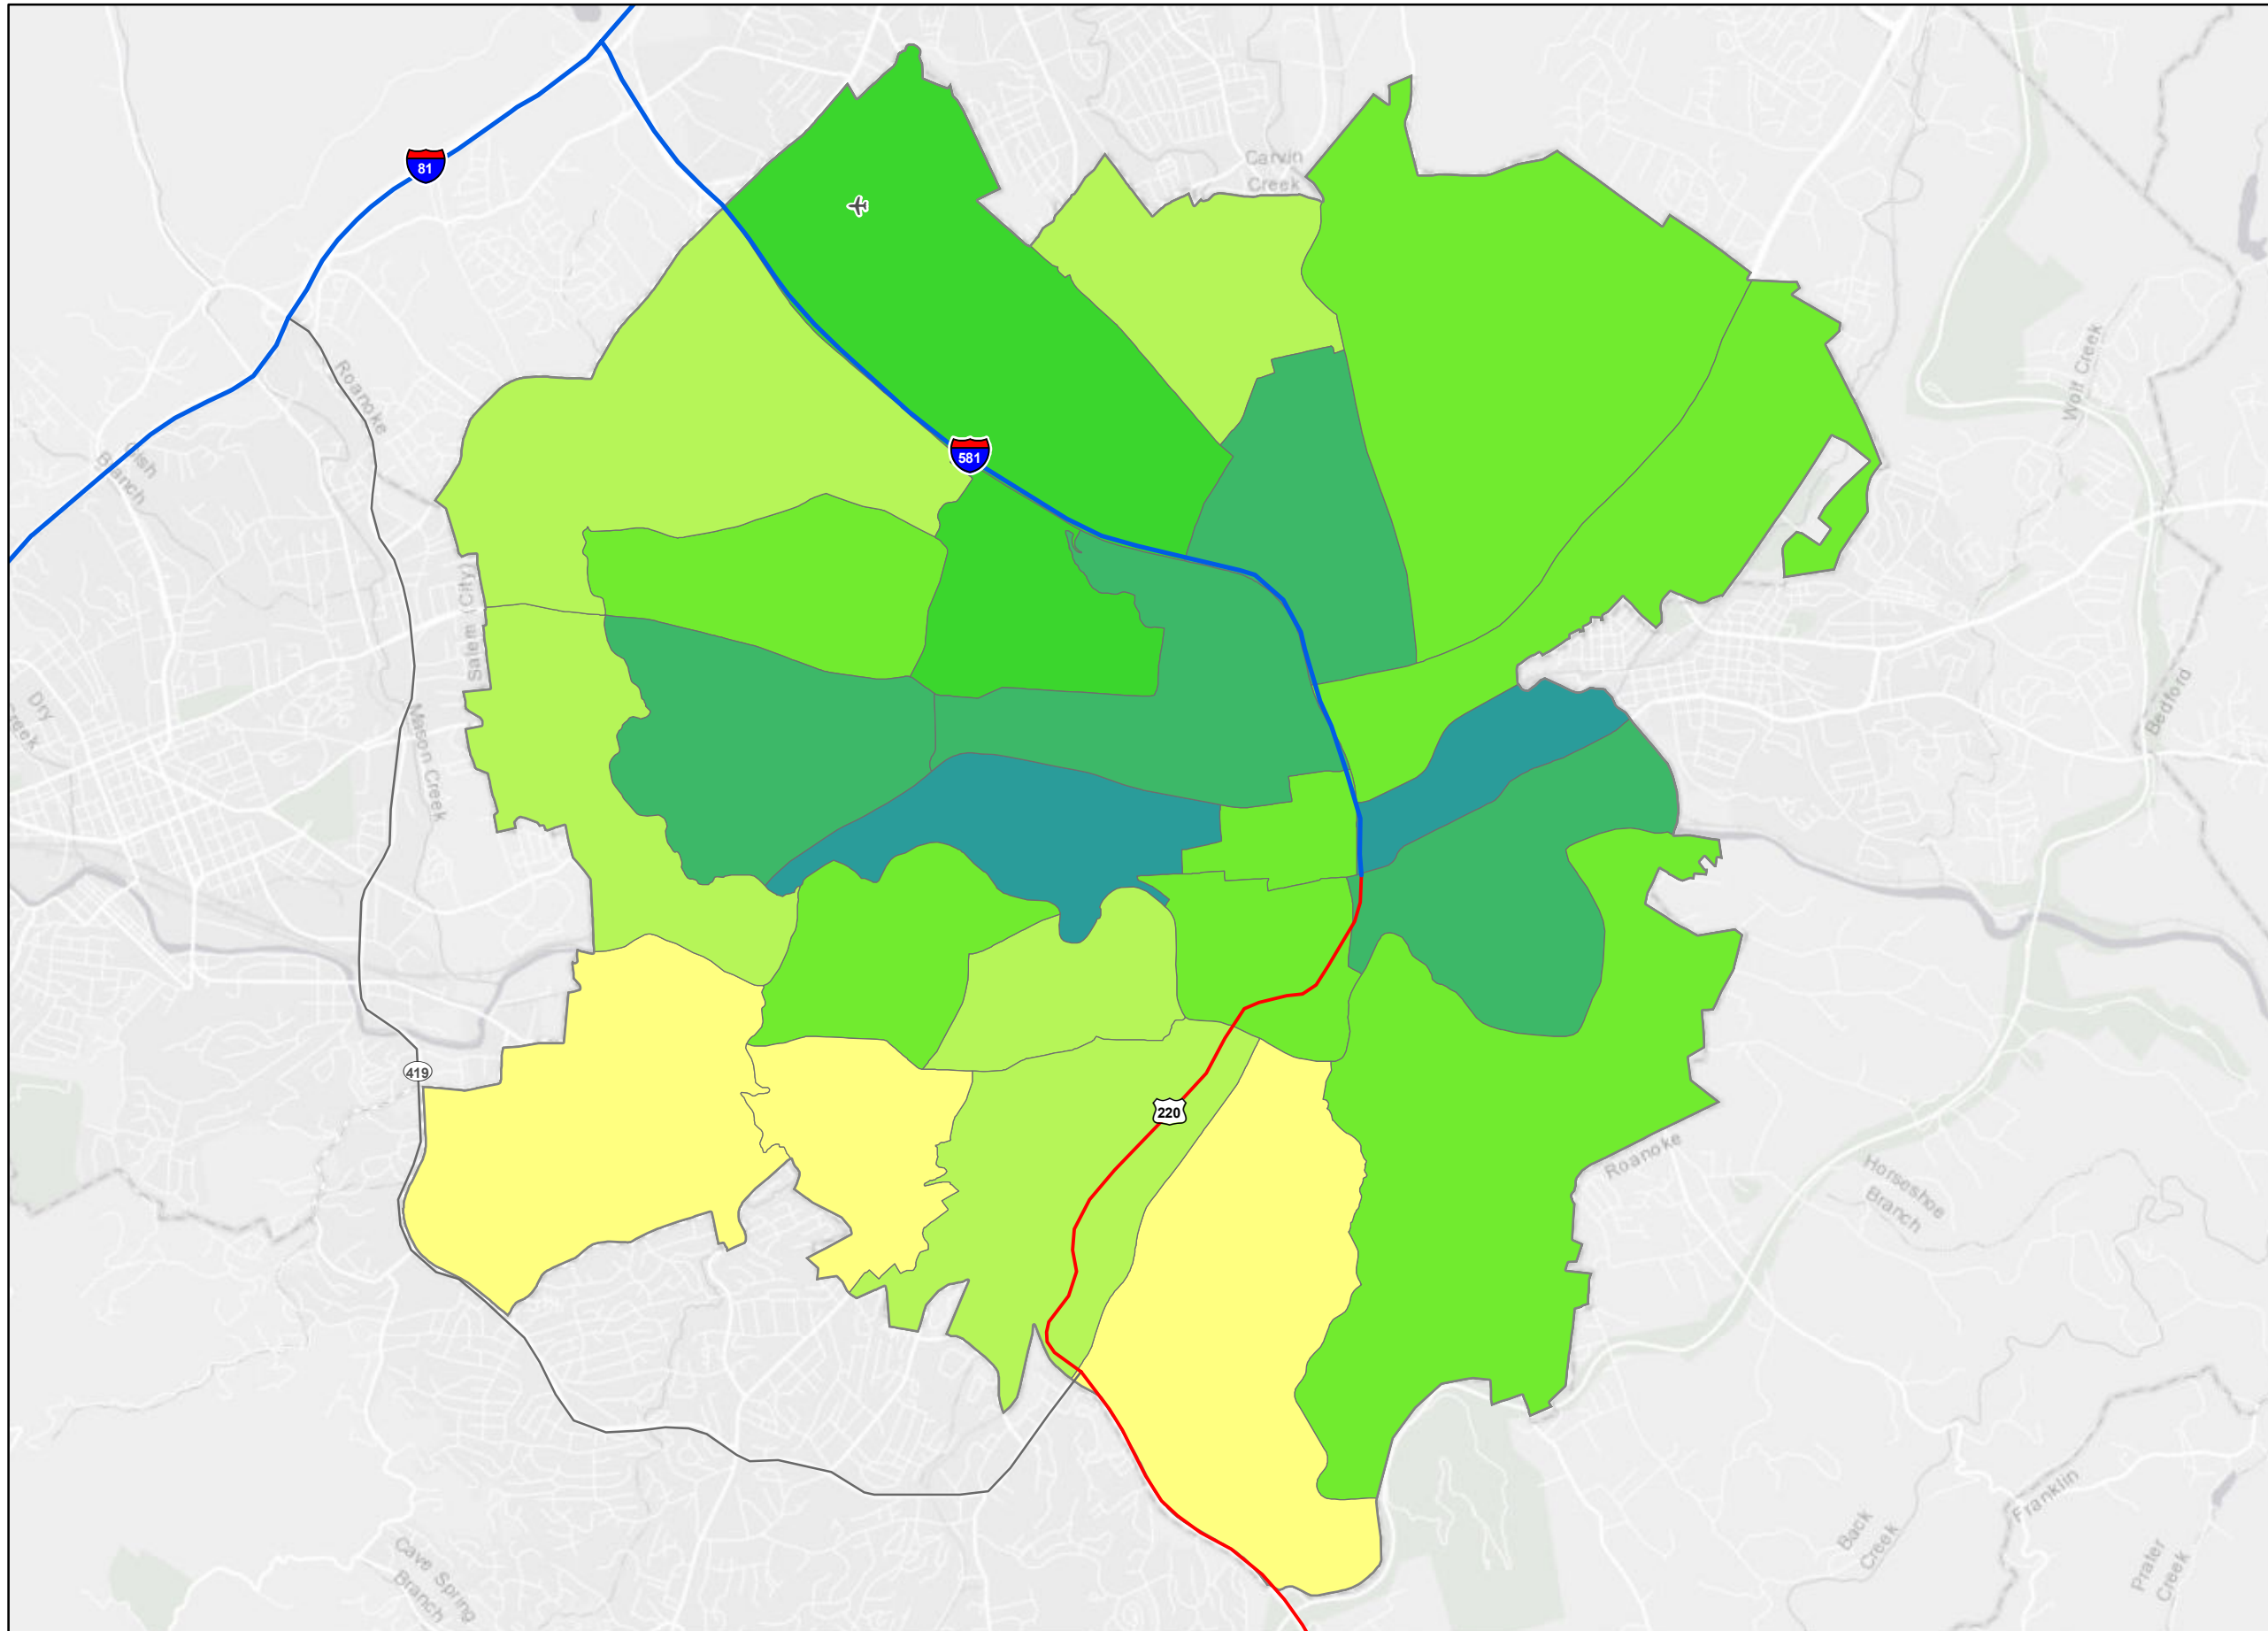 Carvin
Creek
81
Wolf Creek
Roanoke
581
Gish
Branch
Salem (City)
Bedford
Dry
Creek
Mason Creek
419
220
Roanoke
Horseshoe
Branch
Franklin
Back
Creek
Cave Spring
Branch
Prater
Creek